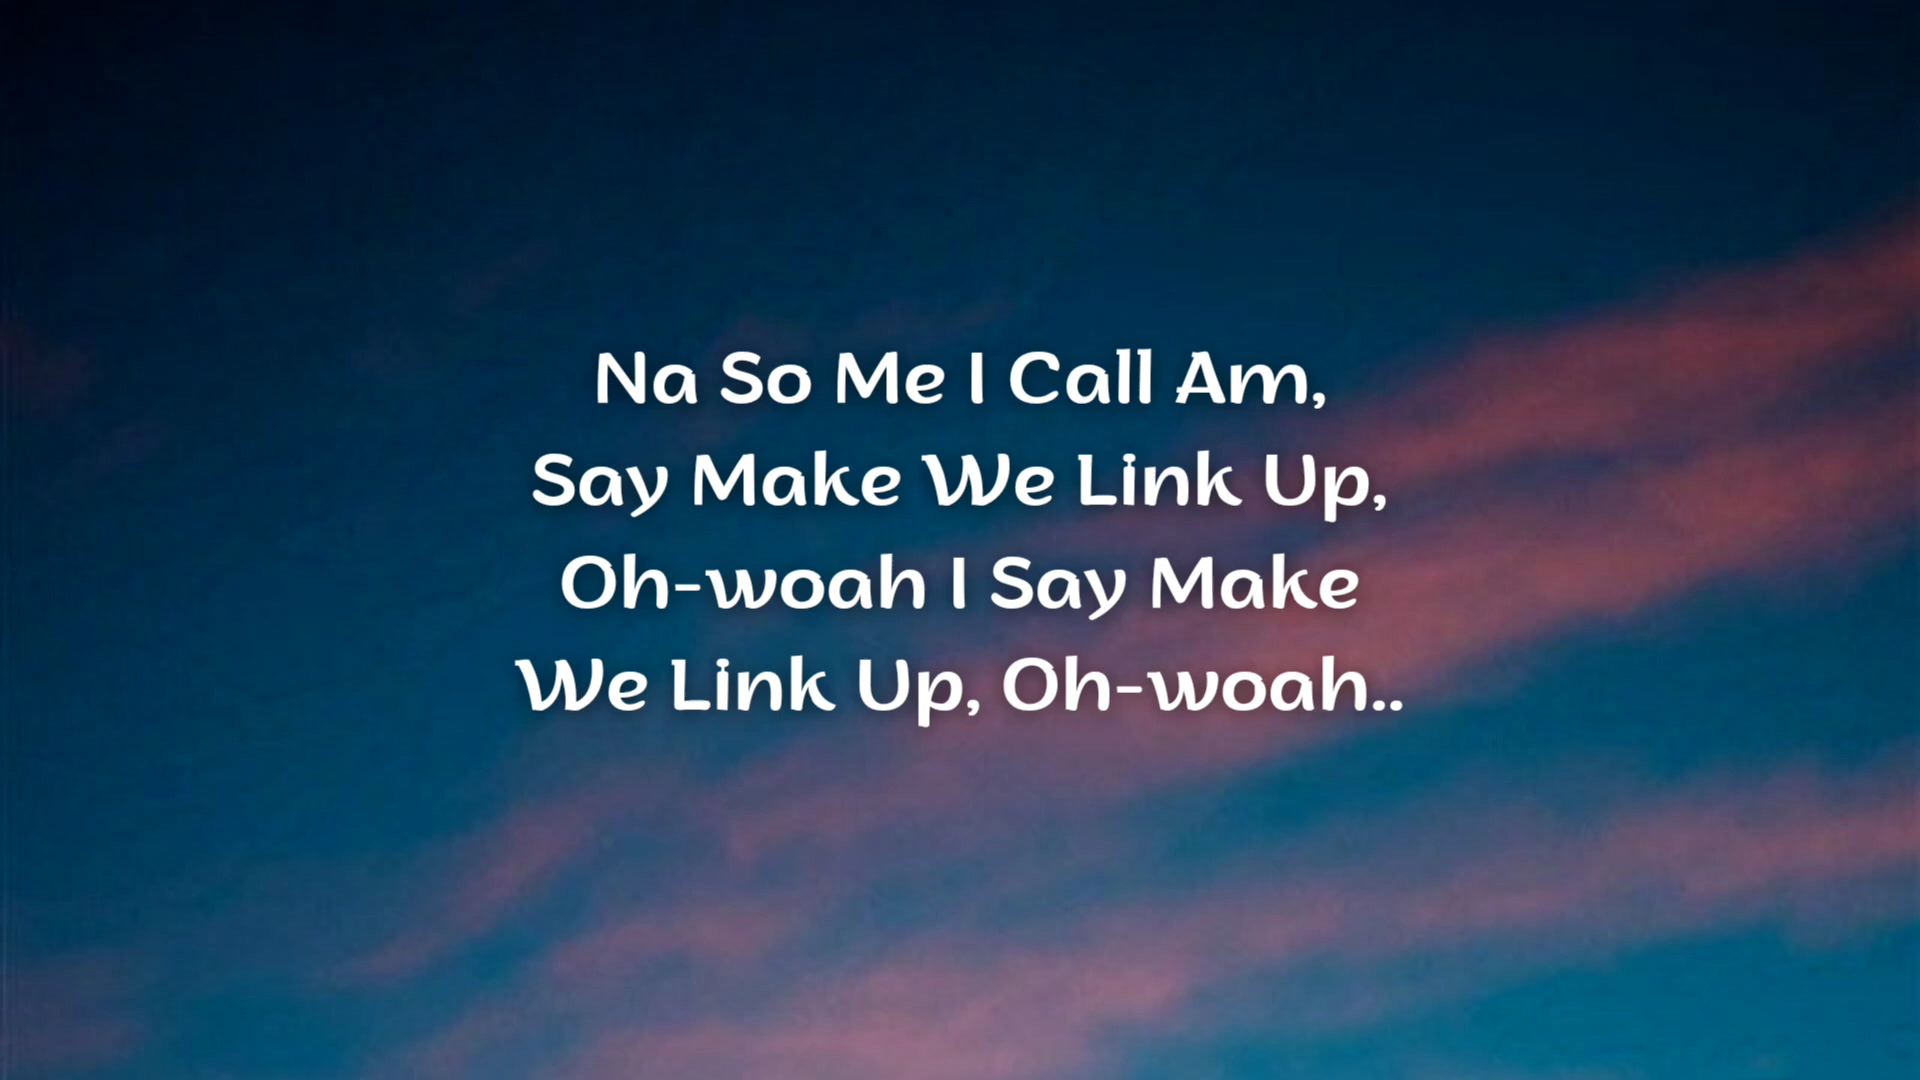 Na So Me I Call Am,
Say Make We Link Up,
Oh-woah I Say Make
We Link Up, Oh-woah..